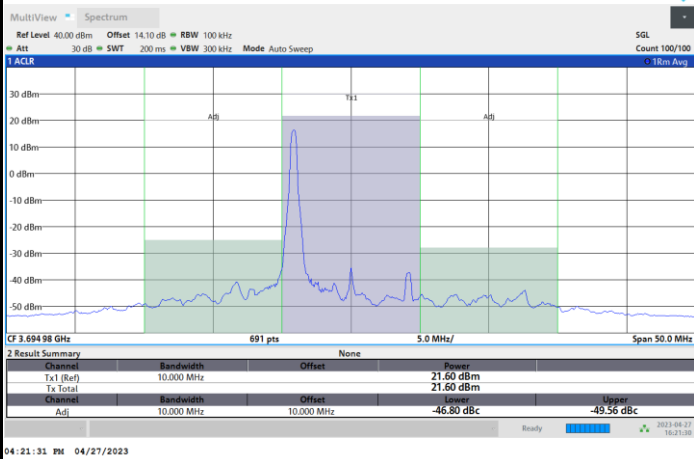 MultiView Spectrum
Ref Level 40.00 dBm Offset 14.10 dB RBW 100 kHz SGL
Att 30 dB SWT 200 ms VBW 300 kHz Mode Auto Sweep Count 100/100
1 ACLR 1Rm Avg
30 dBm
Tx1
20 dBm
Adj Adj
10 dBm
0 dBm
-10 dBm
-20 dBm
-30 dBm
-40 dBm
-50 dBm
CF 3.694 98 GHz 691 pts 5.0 MHz/ Span 50.0 MHz
2 Result Summary None
Channel Bandwidth Offset Power
Tx1 (Ref) 10.000 MHz 21.60 dBm
Tx Total 21.60 dBm
Channel Bandwidth Offset Lower Upper
Adj 10.000 MHz 10.000 MHz -46.80 dBc -49.56 dBc
Ready 2023-04-27
16:21:30
04:21:31 PM 04/27/2023